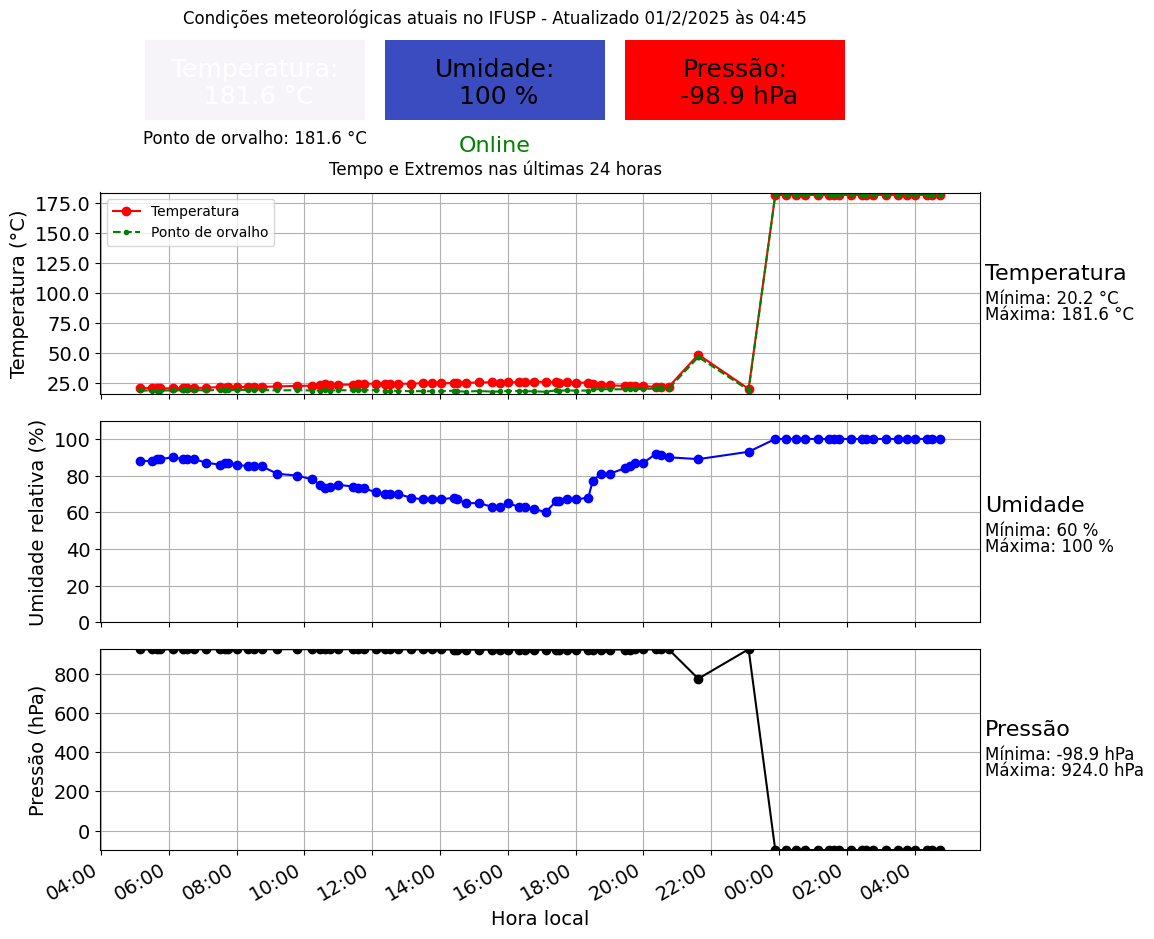 Condições meteorológicas atuais no IFUSP - Atualizado 01/2/2025 às 04:45
Temperatura:
181.6 °C
Umidade:
100 %
Pressão:
-98.9 hPa
Ponto de orvalho: 181.6 °C
Online
Tempo e Extremos nas últimas 24 horas
Temperatura (°C)
175.0
150.0
125.0
100.0
75.0
50.0
25.0
Temperatura
Ponto de orvalho
Temperatura
Mínima: 20.2 °C
Máxima: 181.6 °C
Umidade relativa (%)
100
80
60
40
20
0
Umidade
Mínima: 60 %
Máxima: 100 %
Pressão (hPa)
800
600
400
200
0
Pressão
Mínima: -98.9 hPa
Máxima: 924.0 hPa
04:00 06:00 08:00 10:00 12:00 14:00 16:00 18:00 20:00 22:00 00:00 02:00 04:00
Hora local